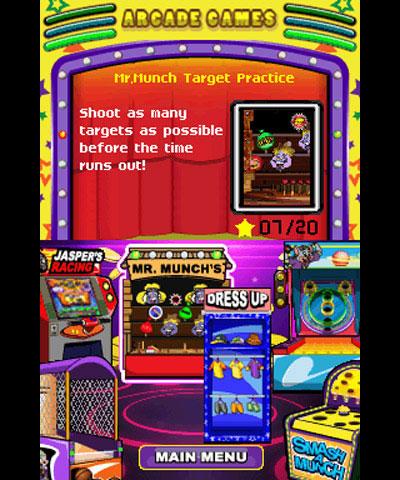 ARCADE GAMES
Mr.Munch Target Practice
Shoot as many
targets as possible
before the time
runs out!
07/20
JASPER'S
RACING
MR. MUNCH'S
DRESS UP
SMASH
A
MUNCH
MAIN MENU